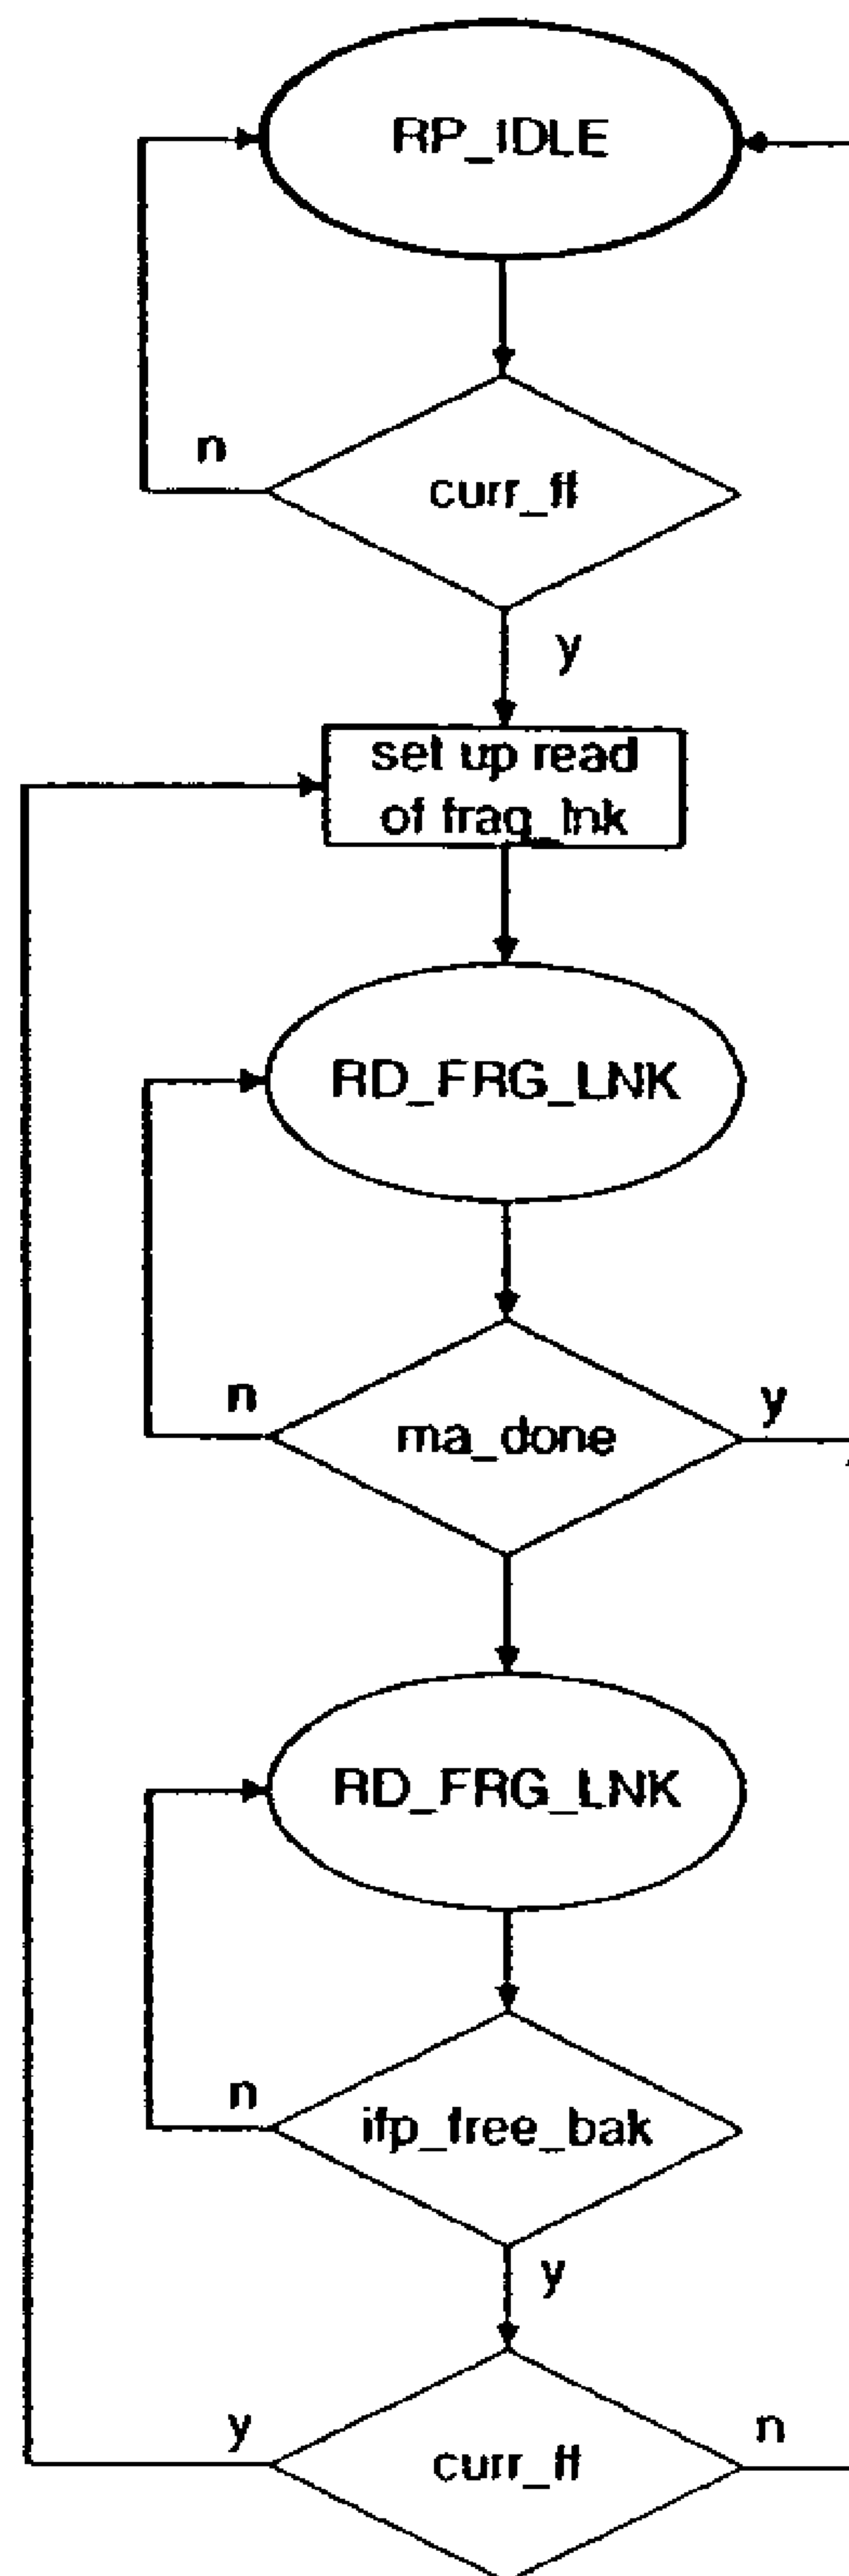 RP_IDLE
n
curr_ff
y
set up read
of frag_lnk
RD_FRG_LNK
n
ma_done
y
RD_FRG_LNK
n
ifp_free_bak
y
y
curr_ff
n